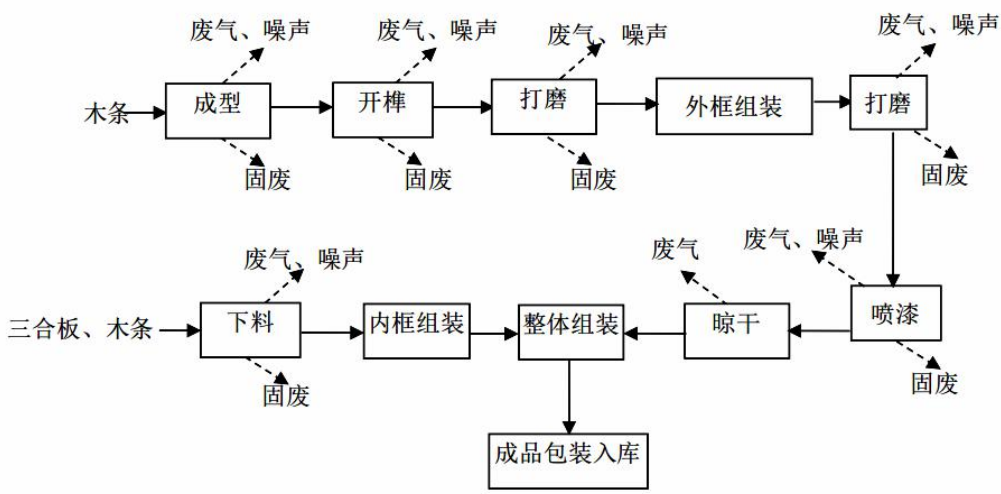 废气、噪声
废气、噪声
废气、噪声
废气、噪声
木条
成型
开榫
打磨
外框组装
打磨
固废
固废
固废
固废
废气、噪声
废气
废气、噪声
三合板、木条
下料
内框组装
整体组装
晾干
喷漆
固废
固废
成品包装入库